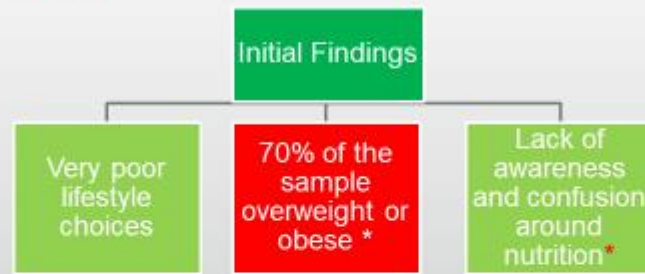 Initial Findings
Very poor
lifestyle
choices
70% of the
sample
overweight or
obese *
Lack of
awareness
and confusion
around
nutrition*